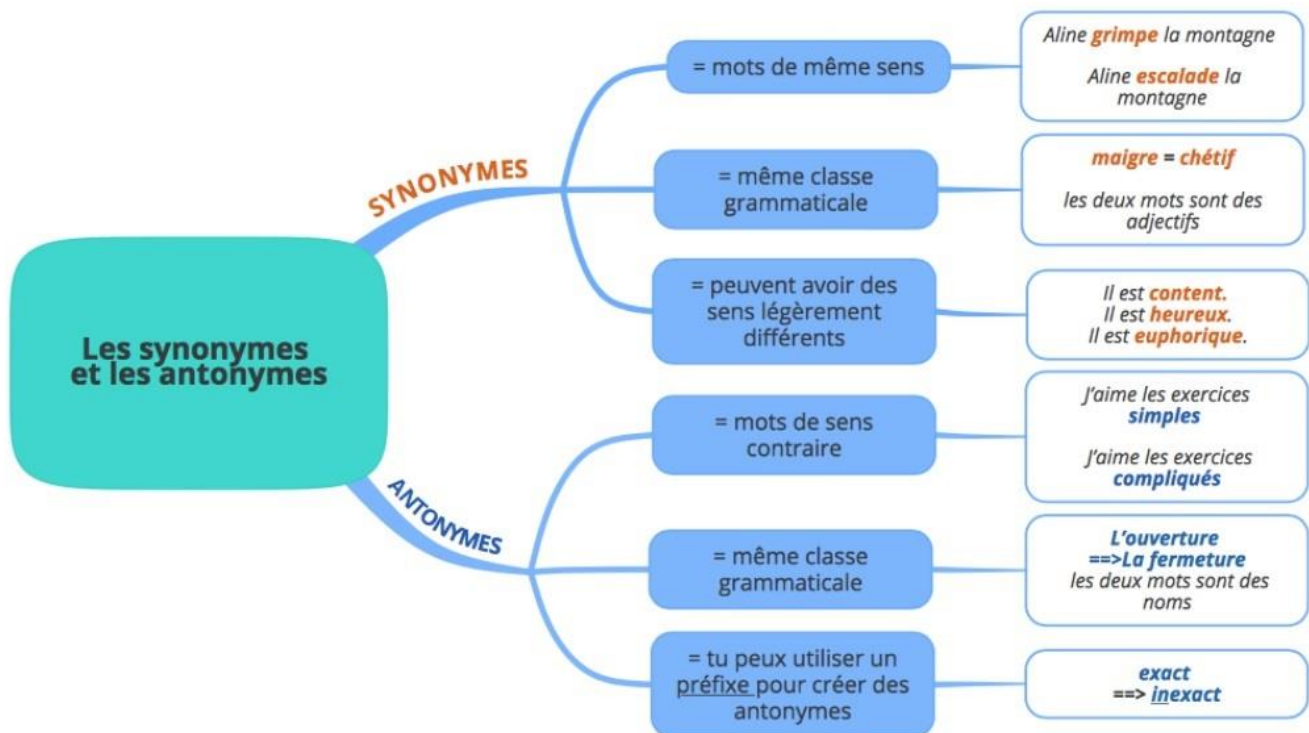 Les synonymes
et les antonymes
SYNONYMES
= mots de même sens
Aline grimpe la montagne
Aline escalade la
montagne
= même classe
grammaticale
maigre = chétif
les deux mots sont des
adjectifs
= peuvent avoir des
sens légèrement
différents
Il est content.
Il est heureux.
Il est euphorique.
ANTONYMES
= mots de sens
contraire
J'aime les exercices
simples
J'aime les exercices
compliqués
= même classe
grammaticale
L'ouverture
==>La fermeture
les deux mots sont des
noms
= tu peux utiliser un
préfixe pour créer des
antonymes
exact
==> inexact